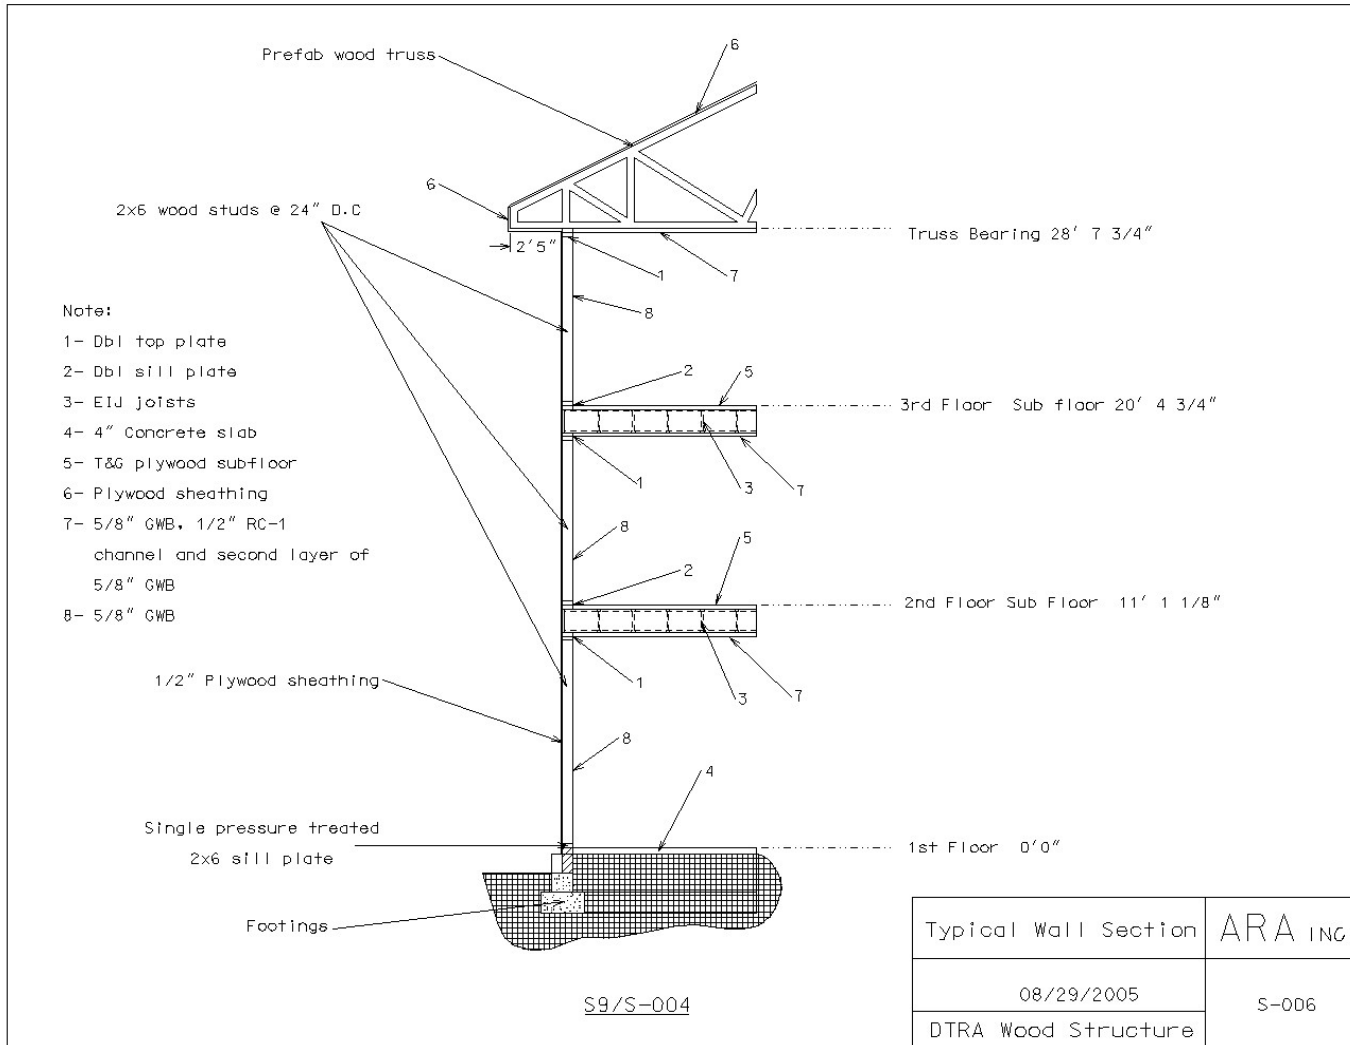 6
Prefab wood truss
6
2x6 wood studs @ 24" O.C
Truss Bearing 28' 7 3/4"
2'5"
1
7
Note:
8
1- Dbl top plate
2- Dbl sill plate
2
5
3- EIJ joists
3rd Floor Sub floor 20' 4 3/4"
4- 4" Concrete slab
5- T&G plywood subfloor
1
3
7
6- Plywood sheathing
7- 5/8" GWB, 1/2" RC-1
channel and second layer of
5/8" GWB
8- 5/8" GWB
8
5
2
2nd Floor Sub Floor 11' 1 1/8"
1/2" Plywood sheathing
1
3
7
8
4
Single pressure treated
2x6 sill plate
1st Floor 0'0"
Footings
S9/S-004
Typical Wall Section
ARA INC
08/29/2005
S-006
DTRA Wood Structure